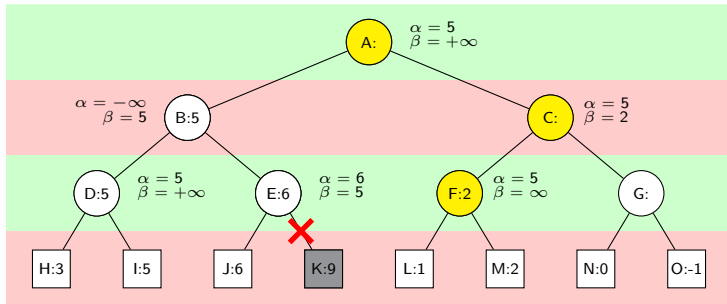 A:
α = 5
β = +∞
α = −∞
β = 5
B:5
C:
α = 5
β = 2
D:5
α = 5
β = +∞
E:6
α = 6
β = 5
F:2
α = 5
β = ∞
G:
H:3
I:5
J:6
K:9
L:1
M:2
N:0
O:-1